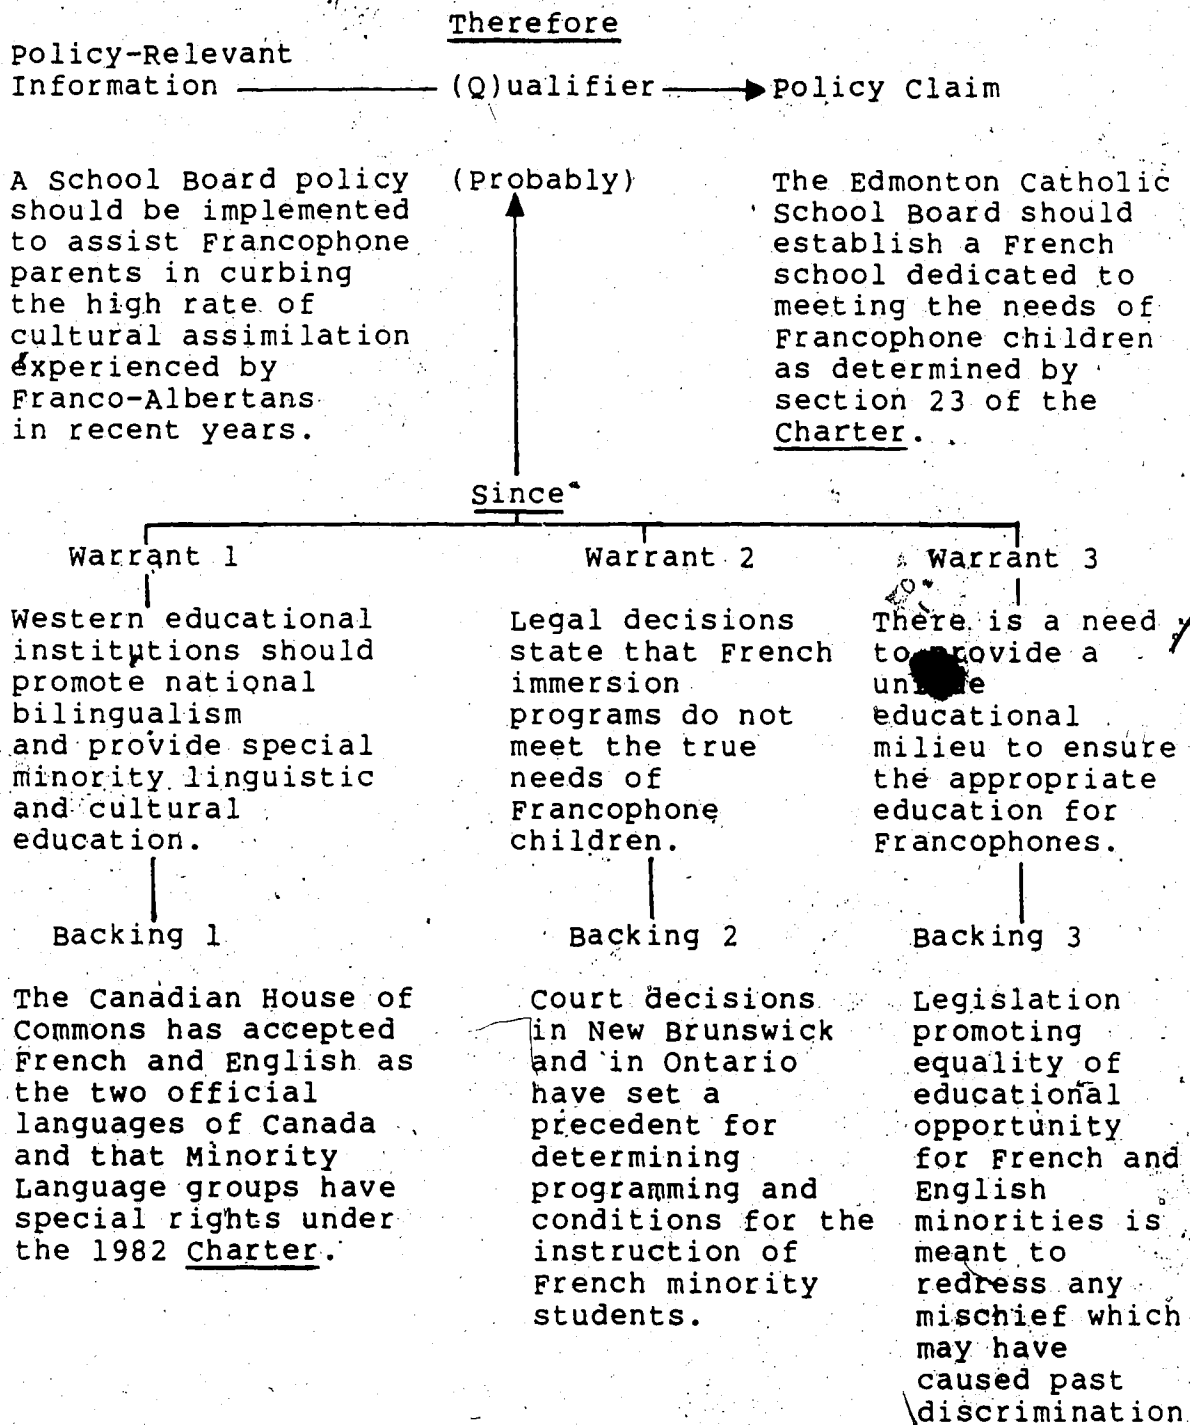 Therefore
Policy-Relevant
Information (Q)ualifier Policy Claim
A School Board policy
should be implemented
to assist Francophone
parents in curbing
the high rate of
cultural assimilation
experienced by
Franco-Albertans
in recent years.
(Probably)
The Edmonton Catholic
School Board should
establish a French
school dedicated to
meeting the needs of
Francophone children
as determined by
section 23 of the
Charter.
Since
Warrant 1
Western educational
institutions should
promote national
bilingualism
and provide special
minority linguistic
and cultural
education.
Backing 1
The Canadian House of
Commons has accepted
French and English as
the two official
languages of Canada
and that Minority
Language groups have
special rights under
the 1982 Charter.
Warrant 2
Legal decisions
state that French
immersion
programs do not
meet the true
needs of
Francophone
children.
Backing 2
Court decisions
in New Brunswick
and in Ontario
have set a
precedent for
determining
programming and
conditions for the
instruction of
French minority
students.
Warrant 3
There is a need
to provide a
educational
milieu to ensure
the appropriate
education for
Francophones.
Backing 3
Legislation
promoting
equality of
educational
opportunity
for French and
English
minorities is
meant to
redress any
mischief which
may have
caused past
discrimination